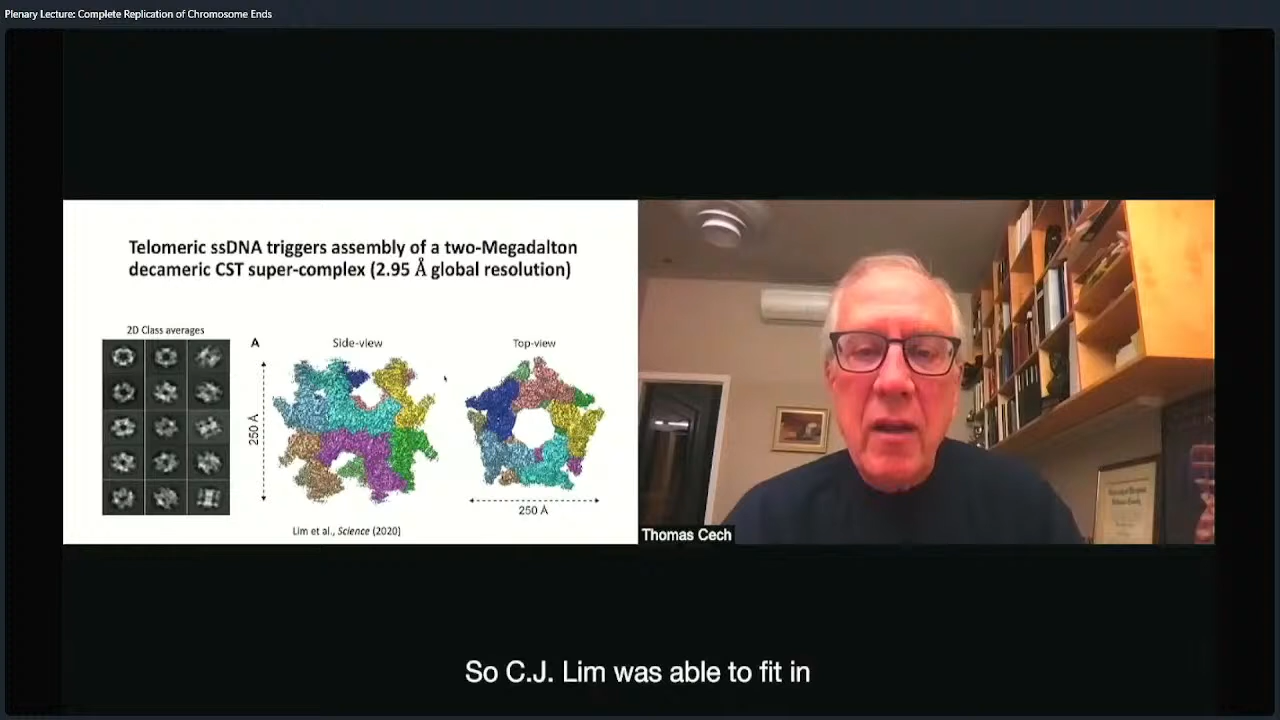 Plenary Lecture: Complete Replication of Chromosome Ends
Telomeric ssDNA triggers assembly of a two-Megadalton
decameric CST super-complex (2.95 Å global resolution)
2D Class averages
A
Side-view
Top-view
250 Å
250 Å
Lim et al., Science (2020)
Thomas Cech
So C.J. Lim was able to fit in